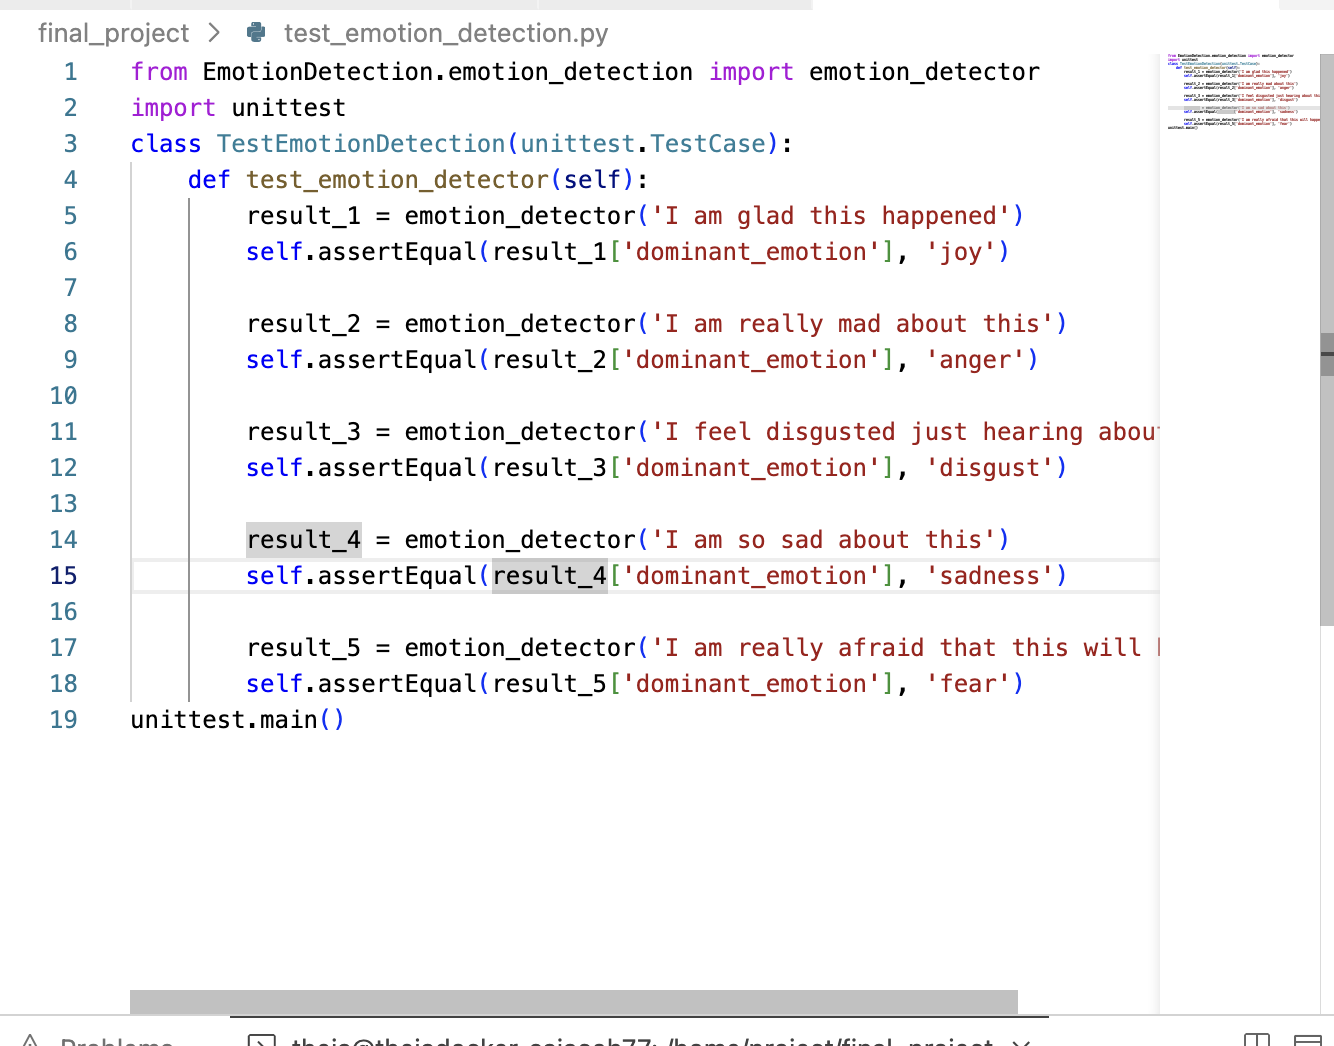 final_project > test_emotion_detection.py
1 from EmotionDetection.emotion_detection import emotion_detector
2 import unittest
3 class TestEmotionDetection(unittest.TestCase):
4 def test_emotion_detector(self):
5 result_1 = emotion_detector('I am glad this happened')
6 self.assertEqual(result_1['dominant_emotion'], 'joy')
7
8 result_2 = emotion_detector('I am really mad about this')
9 self.assertEqual(result_2['dominant_emotion'], 'anger')
10
11 result_3 = emotion_detector('I feel disgusted just hearing about
12 self.assertEqual(result_3['dominant_emotion'], 'disgust')
13
14 result_4 = emotion_detector('I am so sad about this')
15 self.assertEqual(result_4['dominant_emotion'], 'sadness')
16
17 result_5 = emotion_detector('I am really afraid that this will
18 self.assertEqual(result_5['dominant_emotion'], 'fear')
19 unittest.main()
Problems